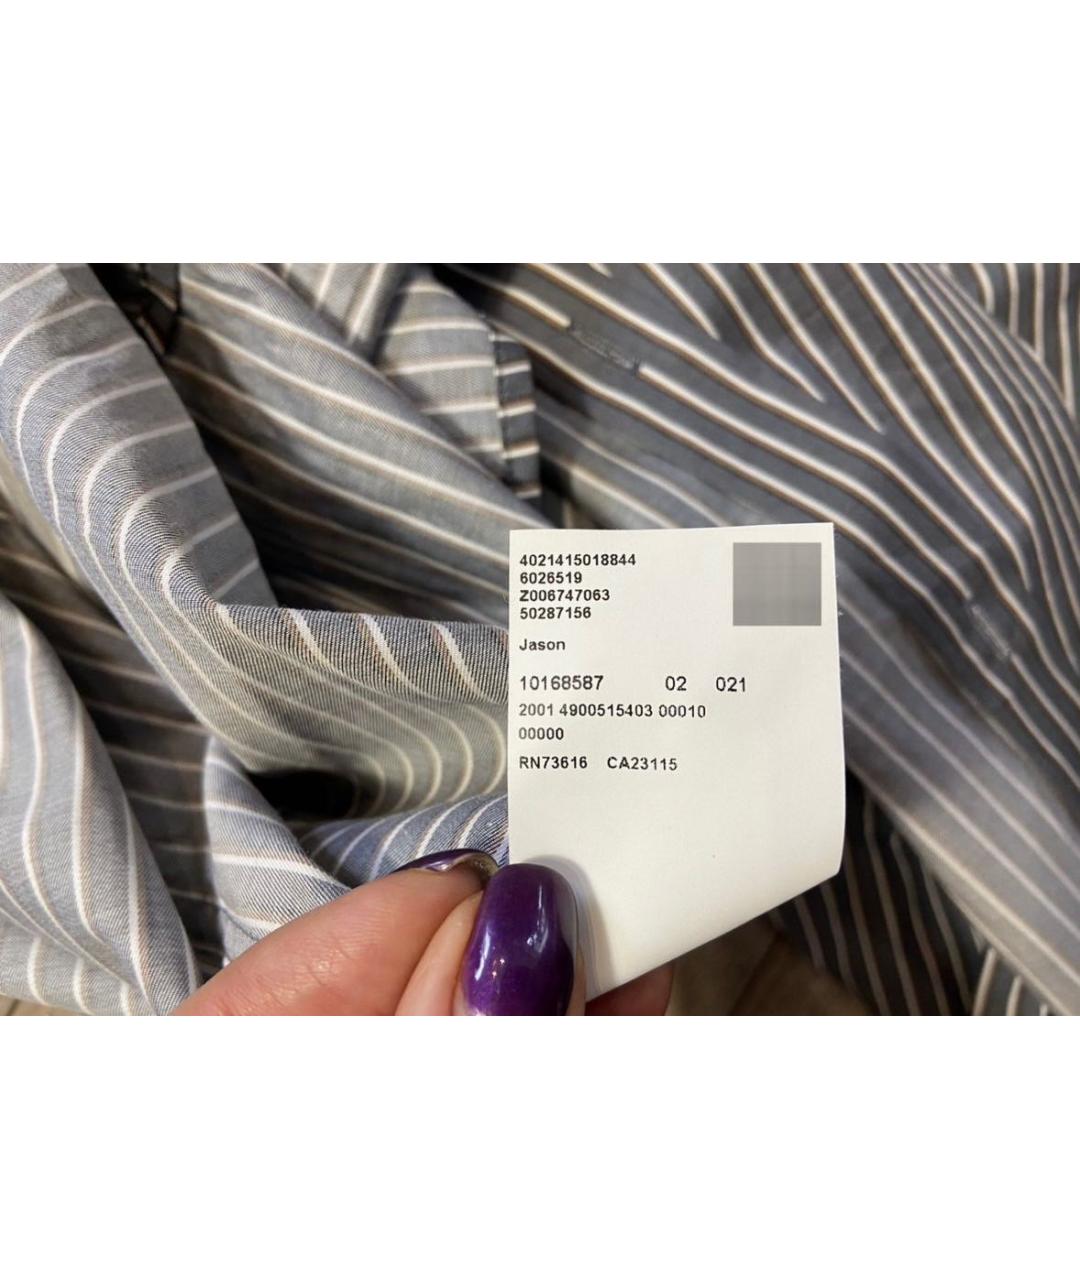 4021415018844
6026519
Z006747063
50287156
Jason
10168587 02 021
2001 4900515403 00010
00000
RN73616 CA23115